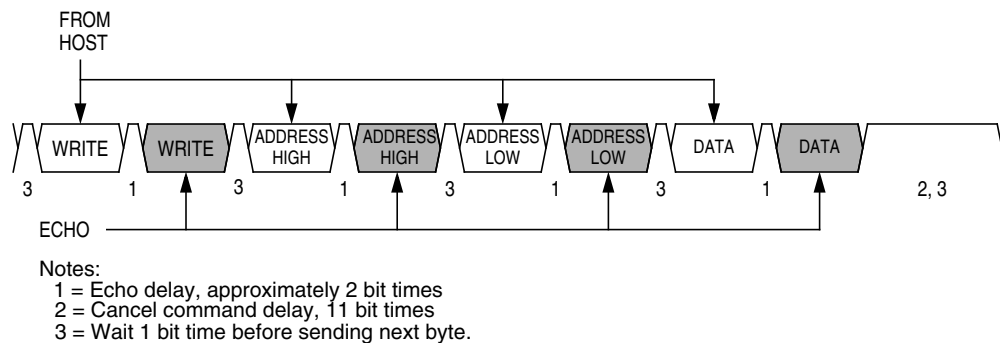 FROM
HOST
WRITE WRITE ADDRESS HIGH ADDRESS HIGH ADDRESS LOW ADDRESS LOW DATA DATA
3 1 3 1 3 1 3 1 2, 3
ECHO
Notes:
1 = Echo delay, approximately 2 bit times
2 = Cancel command delay, 11 bit times
3 = Wait 1 bit time before sending next byte.